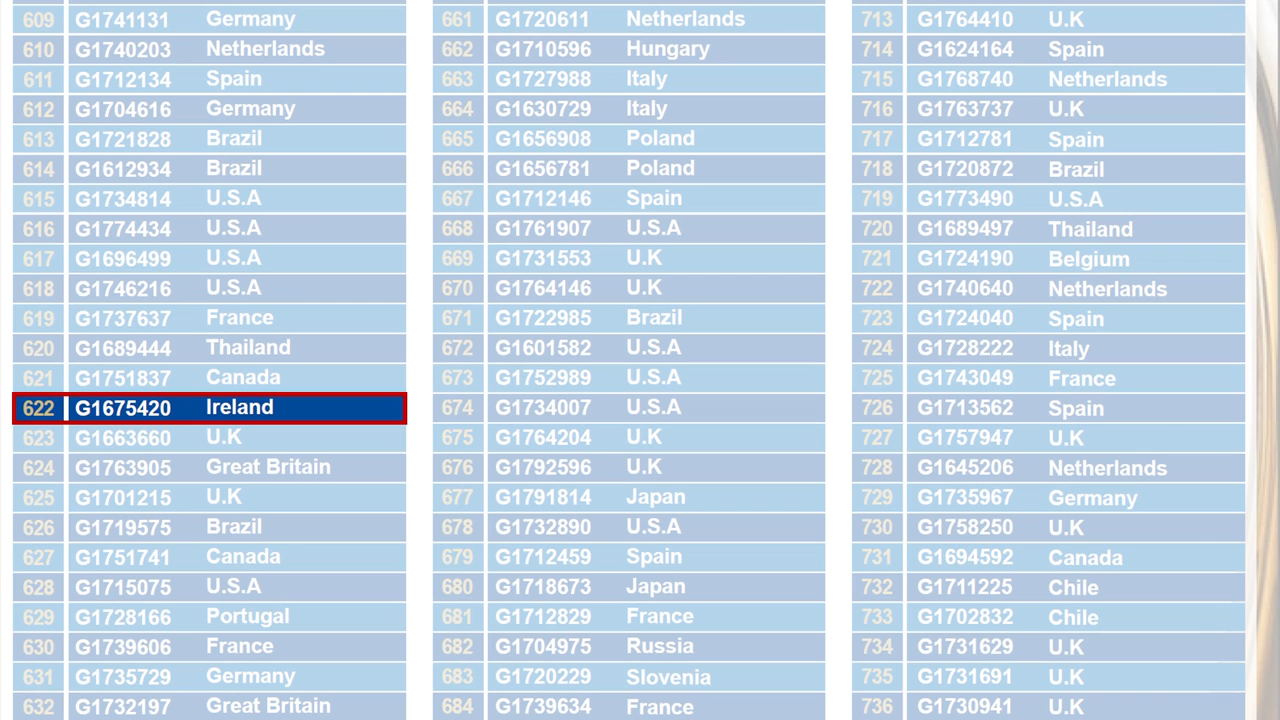 609 G1741131 Germany
610 G1740203 Netherlands
611 G1712134 Spain
612 G1704616 Germany
613 G1721828 Brazil
614 G1612934 Brazil
615 G1734814 U.S.A
616 G1774434 U.S.A
617 G1696499 U.S.A
618 G1746216 U.S.A
619 G1737637 France
620 G1689444 Thailand
621 G1751837 Canada
622 G1675420 Ireland
623 G1663660 U.K
624 G1763905 Great Britain
625 G1701215 U.K
626 G1719575 Brazil
627 G1751741 Canada
628 G1715075 U.S.A
629 G1728166 Portugal
630 G1739606 France
631 G1735729 Germany
632 G1732197 Great Britain
661 G1720611 Netherlands
662 G1710596 Hungary
663 G1727988 Italy
664 G1630729 Italy
665 G1656908 Poland
666 G1656781 Poland
667 G1712146 Spain
668 G1761907 U.S.A
669 G1731553 U.K
670 G1764146 U.K
671 G1722985 Brazil
672 G1601582 U.S.A
673 G1752989 U.S.A
674 G1734007 U.S.A
675 G1764204 U.K
676 G1792596 U.K
677 G1791814 Japan
678 G1732890 U.S.A
679 G1712459 Spain
680 G1718673 Japan
681 G1712829 France
682 G1704975 Russia
683 G1720229 Slovenia
684 G1739634 France
713 G1764410 U.K
714 G1624164 Spain
715 G1768740 Netherlands
716 G1763737 U.K
717 G1712781 Spain
718 G1720872 Brazil
719 G1773490 U.S.A
720 G1689497 Thailand
721 G1724190 Belgium
722 G1740640 Netherlands
723 G1724040 Spain
724 G1728222 Italy
725 G1743049 France
726 G1713562 Spain
727 G1757947 U.K
728 G1645206 Netherlands
729 G1735967 Germany
730 G1758250 U.K
731 G1694592 Canada
732 G1711225 Chile
733 G1702832 Chile
734 G1731629 U.K
735 G1731691 U.K
736 G1730941 U.K